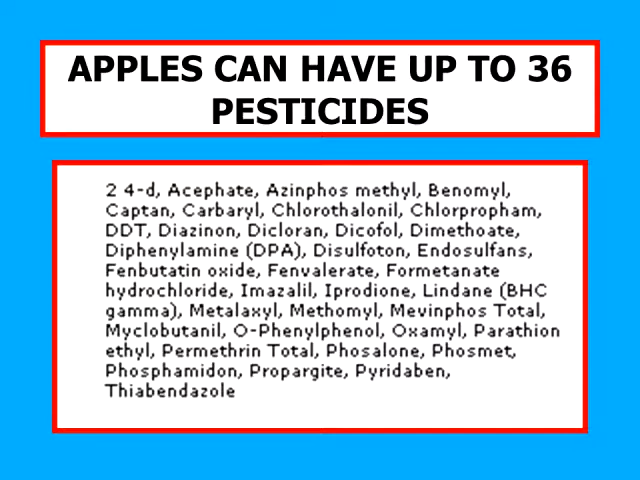 APPLES CAN HAVE UP TO 36
PESTICIDES
2 4-d, Acephate, Azinphos methyl, Benomyl,
Captan, Carbaryl, Chlorothalonil, Chlorpropham,
DDT, Diazinon, Dicloran, Dicofol, Dimethoate,
Diphenylamine (DPA), Disulfoton, Endosulfans,
Fenbutatin oxide, Fenvalerate, Formetanate
hydrochloride, Imazalil, Iprodione, Lindane (BHC
gamma), Metalaxyl, Methomyl, Mevinphos Total,
Myclobutanil, O-Phenylphenol, Oxamyl, Parathion
ethyl, Permethrin Total, Phosalone, Phosmet,
Phosphamidon, Propargite, Pyridaben,
Thiabendazole